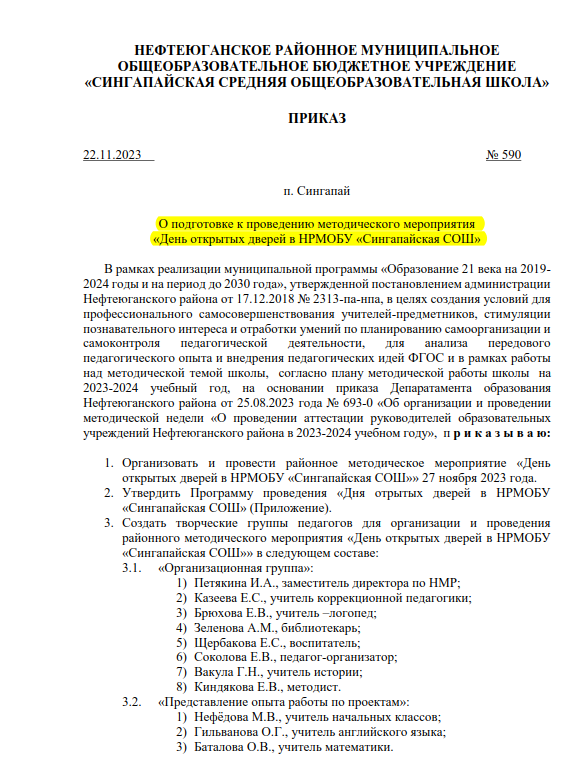 НЕФТЕЮГАНСКОЕ РАЙОННОЕ МУНИЦИПАЛЬНОЕ
ОБЩЕОБРАЗОВАТЕЛЬНОЕ БЮДЖЕТНОЕ УЧРЕЖДЕНИЕ
«СИНГАПАЙСКАЯ СРЕДНЯЯ ОБЩЕОБРАЗОВАТЕЛЬНАЯ ШКОЛА»
ПРИКАЗ
22.11.2023 № 590
п. Сингапай
О подготовке к проведению методического мероприятия
«День открытых дверей в НРМОБУ «Сингапайская СОШ»
В рамках реализации муниципальной программы «Образование 21 века на 2019-
2024 годы и на период до 2030 года», утвержденной постановлением администрации
Нефтеюганского района от 17.12.2018 № 2313-па-нпа, в целях создания условий для
профессионального самосовершенствования учителей-предметников, стимуляции
познавательного интереса и отработки умений по планированию самоорганизации и
самоконтроля педагогической деятельности, для анализа передового
педагогического опыта и внедрения педагогических идей ФГОС и в рамках работы
над методической темой школы, согласно плану методической работы школы на
2023-2024 учебный год, на основании приказа Департамента образования
Нефтеюганского района от 25.08.2023 года № 693-0 «Об организации и проведении
методической недели «О проведении аттестации руководителей образовательных
учреждений Нефтеюганского района в 2023-2024 учебном году», п р и к а з ы в а ю:
1. Организовать и провести районное методическое мероприятие «День
открытых дверей в НРМОБУ «Сингапайская СОШ»» 27 ноября 2023 года.
2. Утвердить Программу проведения «Дня отрытых дверей в НРМОБУ
«Сингапайская СОШ» (Приложение).
3. Создать творческие группы педагогов для организации и проведения
районного методического мероприятия «День открытых дверей в НРМОБУ
«Сингапайская СОШ»» в следующем составе:
3.1. «Организационная группа»:
1) Петякина И.А., заместитель директора по НМР;
2) Казеева Е.С., учитель коррекционной педагогики;
3) Брюхова Е.В., учитель –логопед;
4) Зеленова А.М., библиотекарь;
5) Щербакова Е.С., воспитатель;
6) Соколова Е.В., педагог-организатор;
7) Вакула Г.Н., учитель истории;
8) Киндякова Е.В., методист.
3.2. «Представление опыта работы по проектам»:
1) Нефёдова М.В., учитель начальных классов;
2) Гильванова О.Г., учитель английского языка;
3) Баталова О.В., учитель математики.